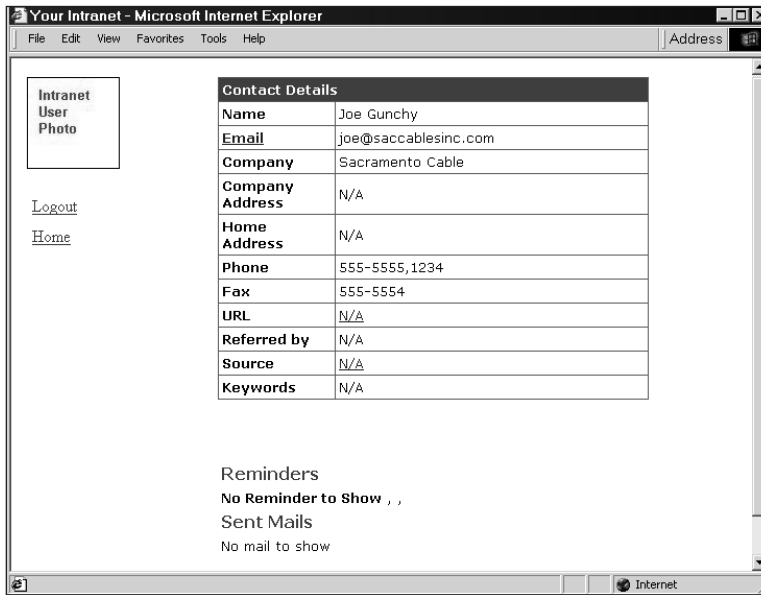 Your Intranet - Microsoft Internet Explorer
File Edit View Favorites Tools Help Address
Intranet
User
Photo
Logout
Home
Contact Details
Name Joe Gunchy
Email joe@saccablesinc.com
Company Sacramento Cable
Company
Address N/A
Home
Address N/A
Phone 555-5555,1234
Fax 555-5554
URL N/A
Referred by N/A
Source N/A
Keywords N/A
Reminders
No Reminder to Show , ,
Sent Mails
No mail to show
Internet